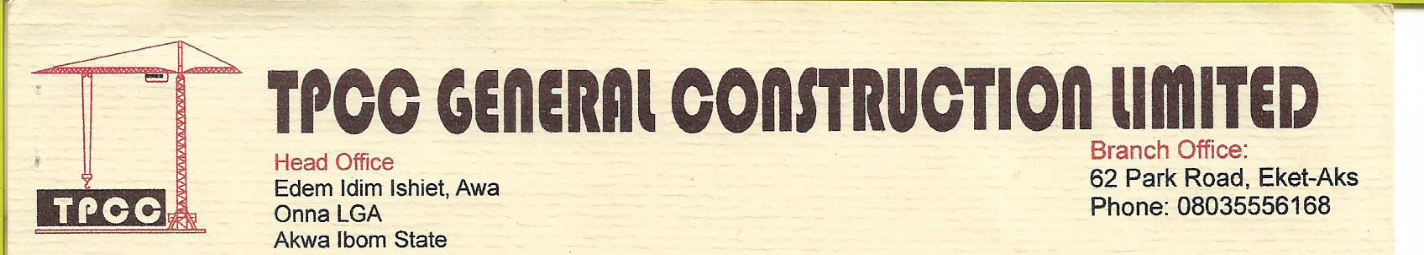 TPCC GENERAL CONSTRUCTION LIMITED
Head Office
Edem Idim Ishiet, Awa
Onna LGA
Akwa Ibom State
Branch Office:
62 Park Road, Eket-Aks
Phone: 08035556168
TPCC